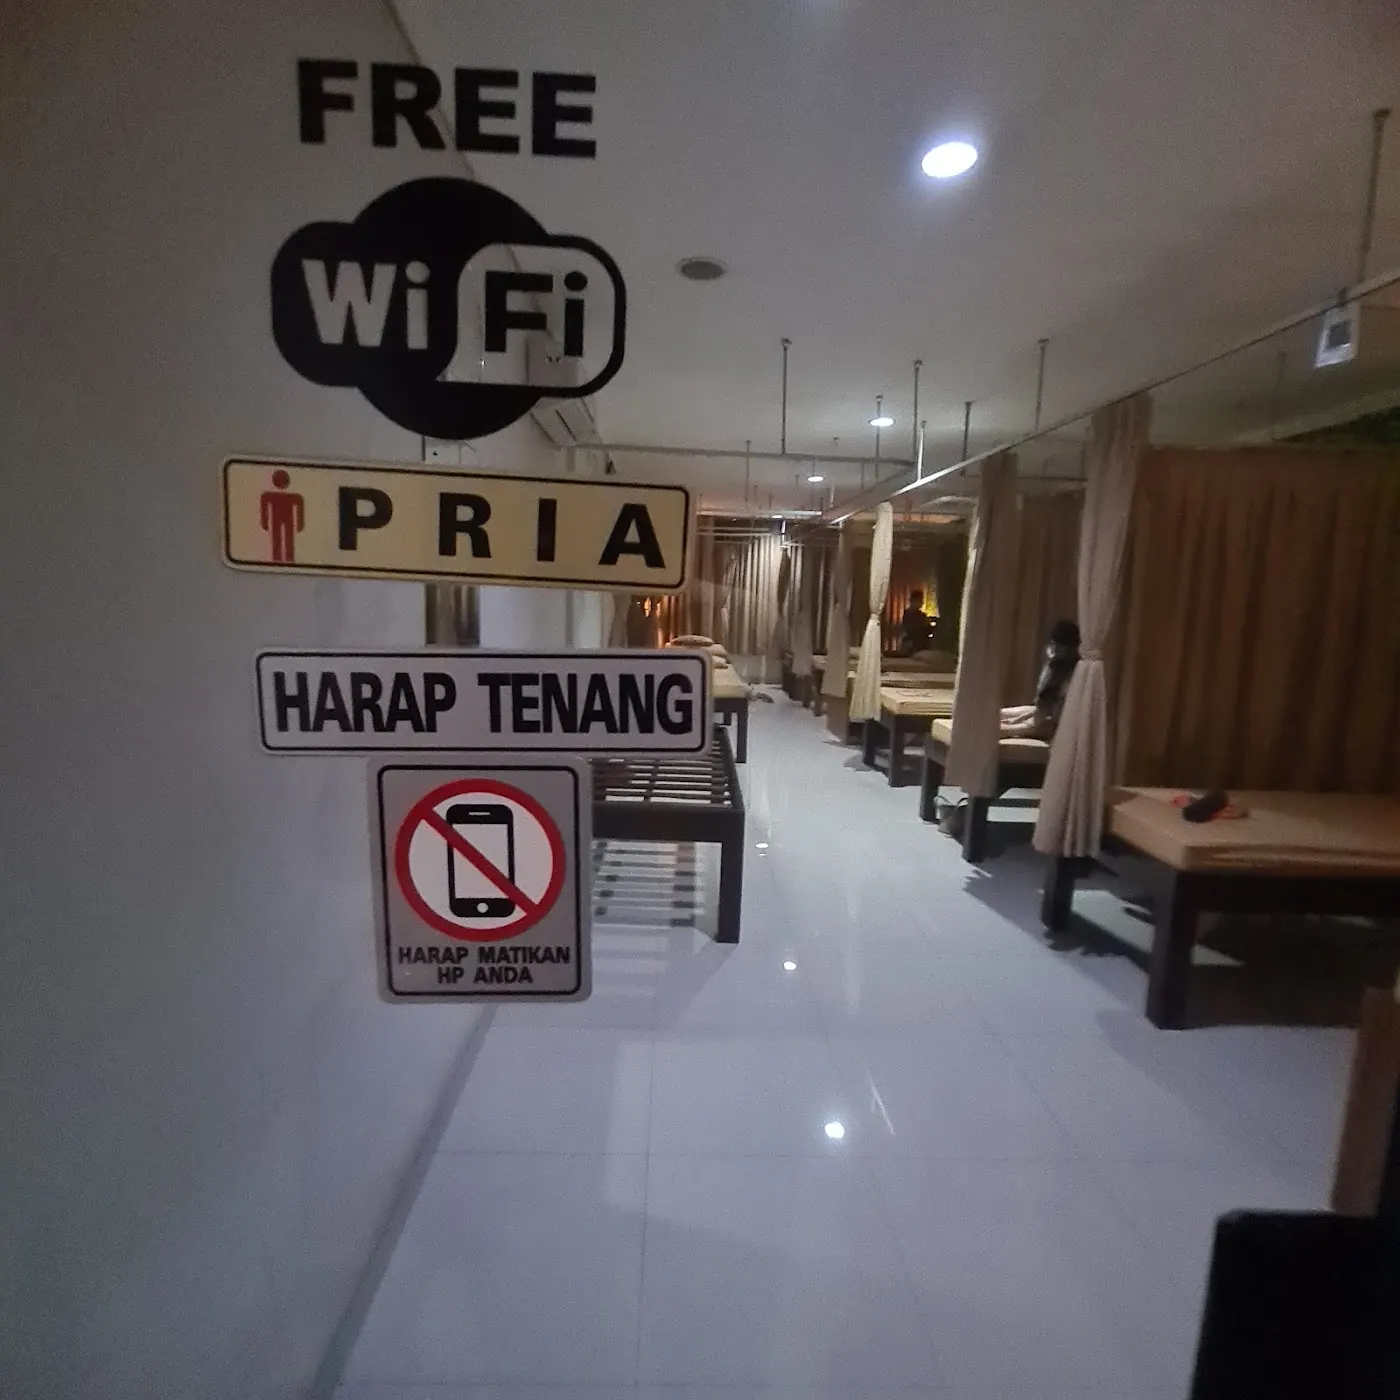 FREE
WiFi
PRIA
HARAP TENANG
HARAP MATIKAN
HP ANDA